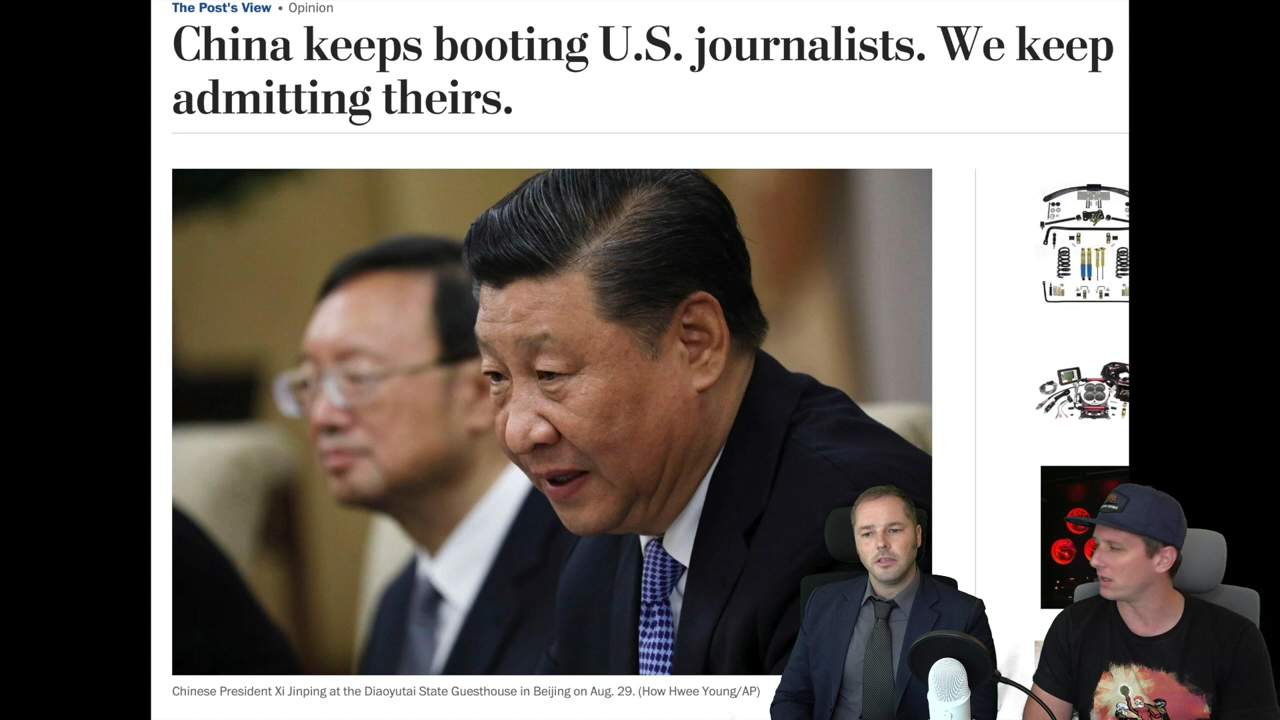 The Post's View • Opinion
China keeps booting U.S. journalists. We keep
admitting theirs.
Chinese President Xi Jinping at the Diaoyutai State Guesthouse in Beijing on Aug. 29. (How Hwee Young/AP)